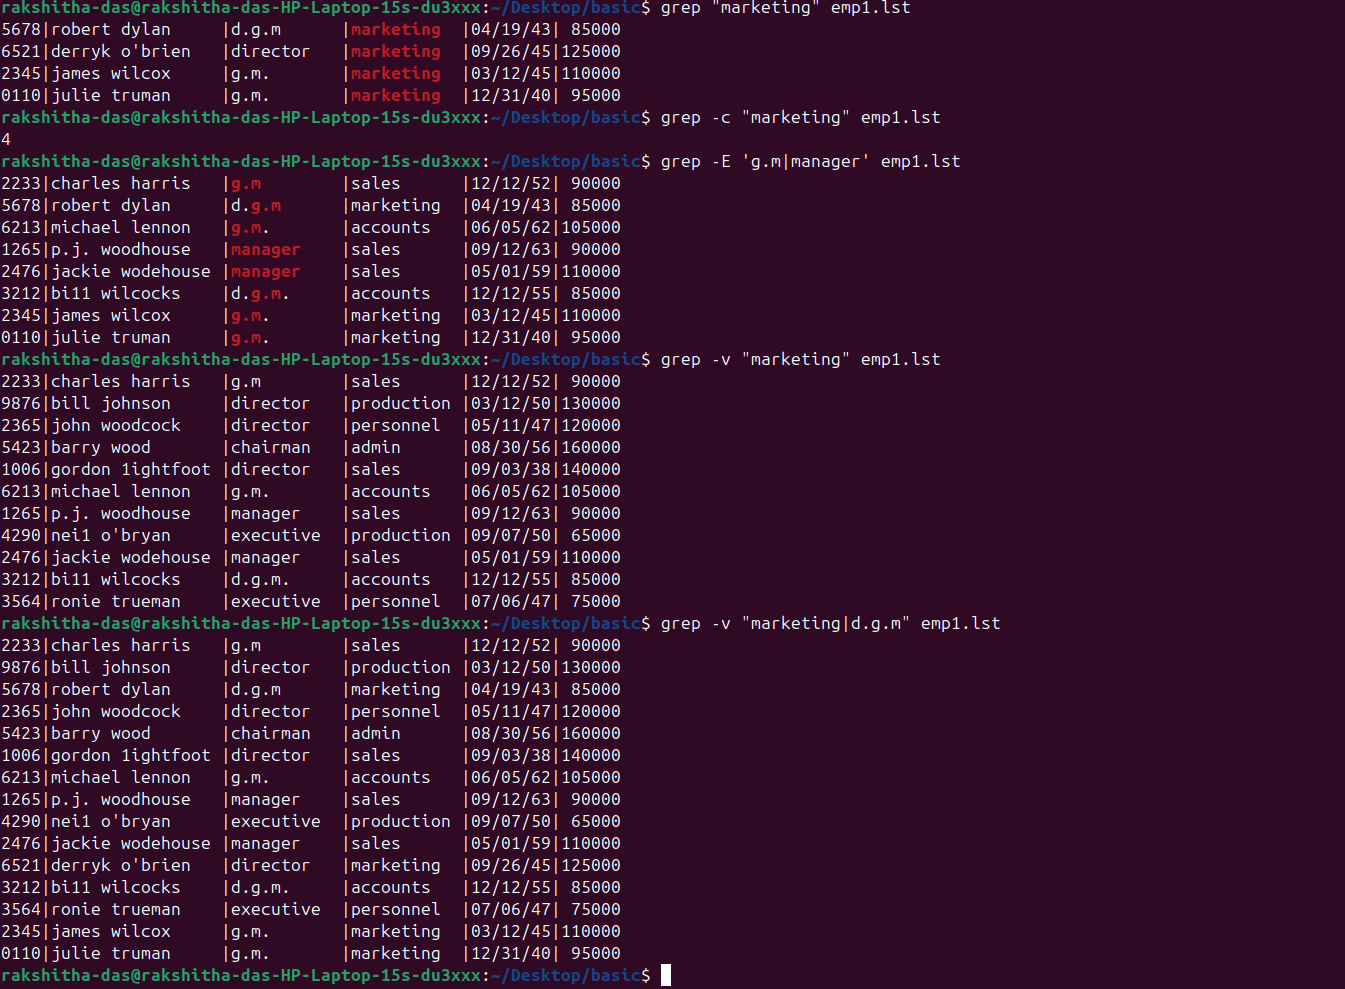 rakshitha-das@rakshitha-das-HP-Laptop-15s-du3xxx:~/Desktop/basic$ grep "marketing" emp1.lst
5678|robert dylan     |d.g.m      |marketing  |04/19/43| 85000
6521|derryk o'brien   |director   |marketing  |09/26/45|125000
2345|james wilcox     |g.m.       |marketing  |03/12/45|110000
0110|julie truman     |g.m.       |marketing  |12/31/40| 95000
rakshitha-das@rakshitha-das-HP-Laptop-15s-du3xxx:~/Desktop/basic$ grep -c "marketing" emp1.lst
4
rakshitha-das@rakshitha-das-HP-Laptop-15s-du3xxx:~/Desktop/basic$ grep -E 'g.m|manager' emp1.lst
2233|charles harris   |g.m        |sales      |12/12/52| 90000
5678|robert dylan     |d.g.m      |marketing  |04/19/43| 85000
6213|michael lennon   |g.m.       |accounts   |06/05/62|105000
1265|p.j. woodhouse   |manager    |sales      |09/12/63| 90000
2476|jackie wodehouse |manager    |sales      |05/01/59|110000
3212|bi11 wilcocks    |d.g.m.     |accounts   |12/12/55| 85000
2345|james wilcox     |g.m.       |marketing  |03/12/45|110000
0110|julie truman     |g.m.       |marketing  |12/31/40| 95000
rakshitha-das@rakshitha-das-HP-Laptop-15s-du3xxx:~/Desktop/basic$ grep -v "marketing" emp1.lst
2233|charles harris   |g.m        |sales      |12/12/52| 90000
9876|bill johnson     |director   |production |03/12/50|130000
2365|john woodcock    |director   |personnel  |05/11/47|120000
5423|barry wood       |chairman   |admin      |08/30/56|160000
1006|gordon 1ightfoot |director   |sales      |09/03/38|140000
6213|michael lennon   |g.m.       |accounts   |06/05/62|105000
1265|p.j. woodhouse   |manager    |sales      |09/12/63| 90000
4290|nei1 o'bryan     |executive  |production |09/07/50| 65000
2476|jackie wodehouse |manager    |sales      |05/01/59|110000
3212|bi11 wilcocks    |d.g.m.     |accounts   |12/12/55| 85000
3564|ronie trueman    |executive  |personnel  |07/06/47| 75000
rakshitha-das@rakshitha-das-HP-Laptop-15s-du3xxx:~/Desktop/basic$ grep -v "marketing|d.g.m" emp1.lst
2233|charles harris   |g.m        |sales      |12/12/52| 90000
9876|bill johnson     |director   |production |03/12/50|130000
5678|robert dylan     |d.g.m      |marketing  |04/19/43| 85000
2365|john woodcock    |director   |personnel  |05/11/47|120000
5423|barry wood       |chairman   |admin      |08/30/56|160000
1006|gordon 1ightfoot |director   |sales      |09/03/38|140000
6213|michael lennon   |g.m.       |accounts   |06/05/62|105000
1265|p.j. woodhouse   |manager    |sales      |09/12/63| 90000
4290|nei1 o'bryan     |executive  |production |09/07/50| 65000
2476|jackie wodehouse |manager    |sales      |05/01/59|110000
6521|derryk o'brien   |director   |marketing  |09/26/45|125000
3212|bi11 wilcocks    |d.g.m.     |accounts   |12/12/55| 85000
3564|ronie trueman    |executive  |personnel  |07/06/47| 75000
2345|james wilcox     |g.m.       |marketing  |03/12/45|110000
0110|julie truman     |g.m.       |marketing  |12/31/40| 95000
rakshitha-das@rakshitha-das-HP-Laptop-15s-du3xxx:~/Desktop/basic$